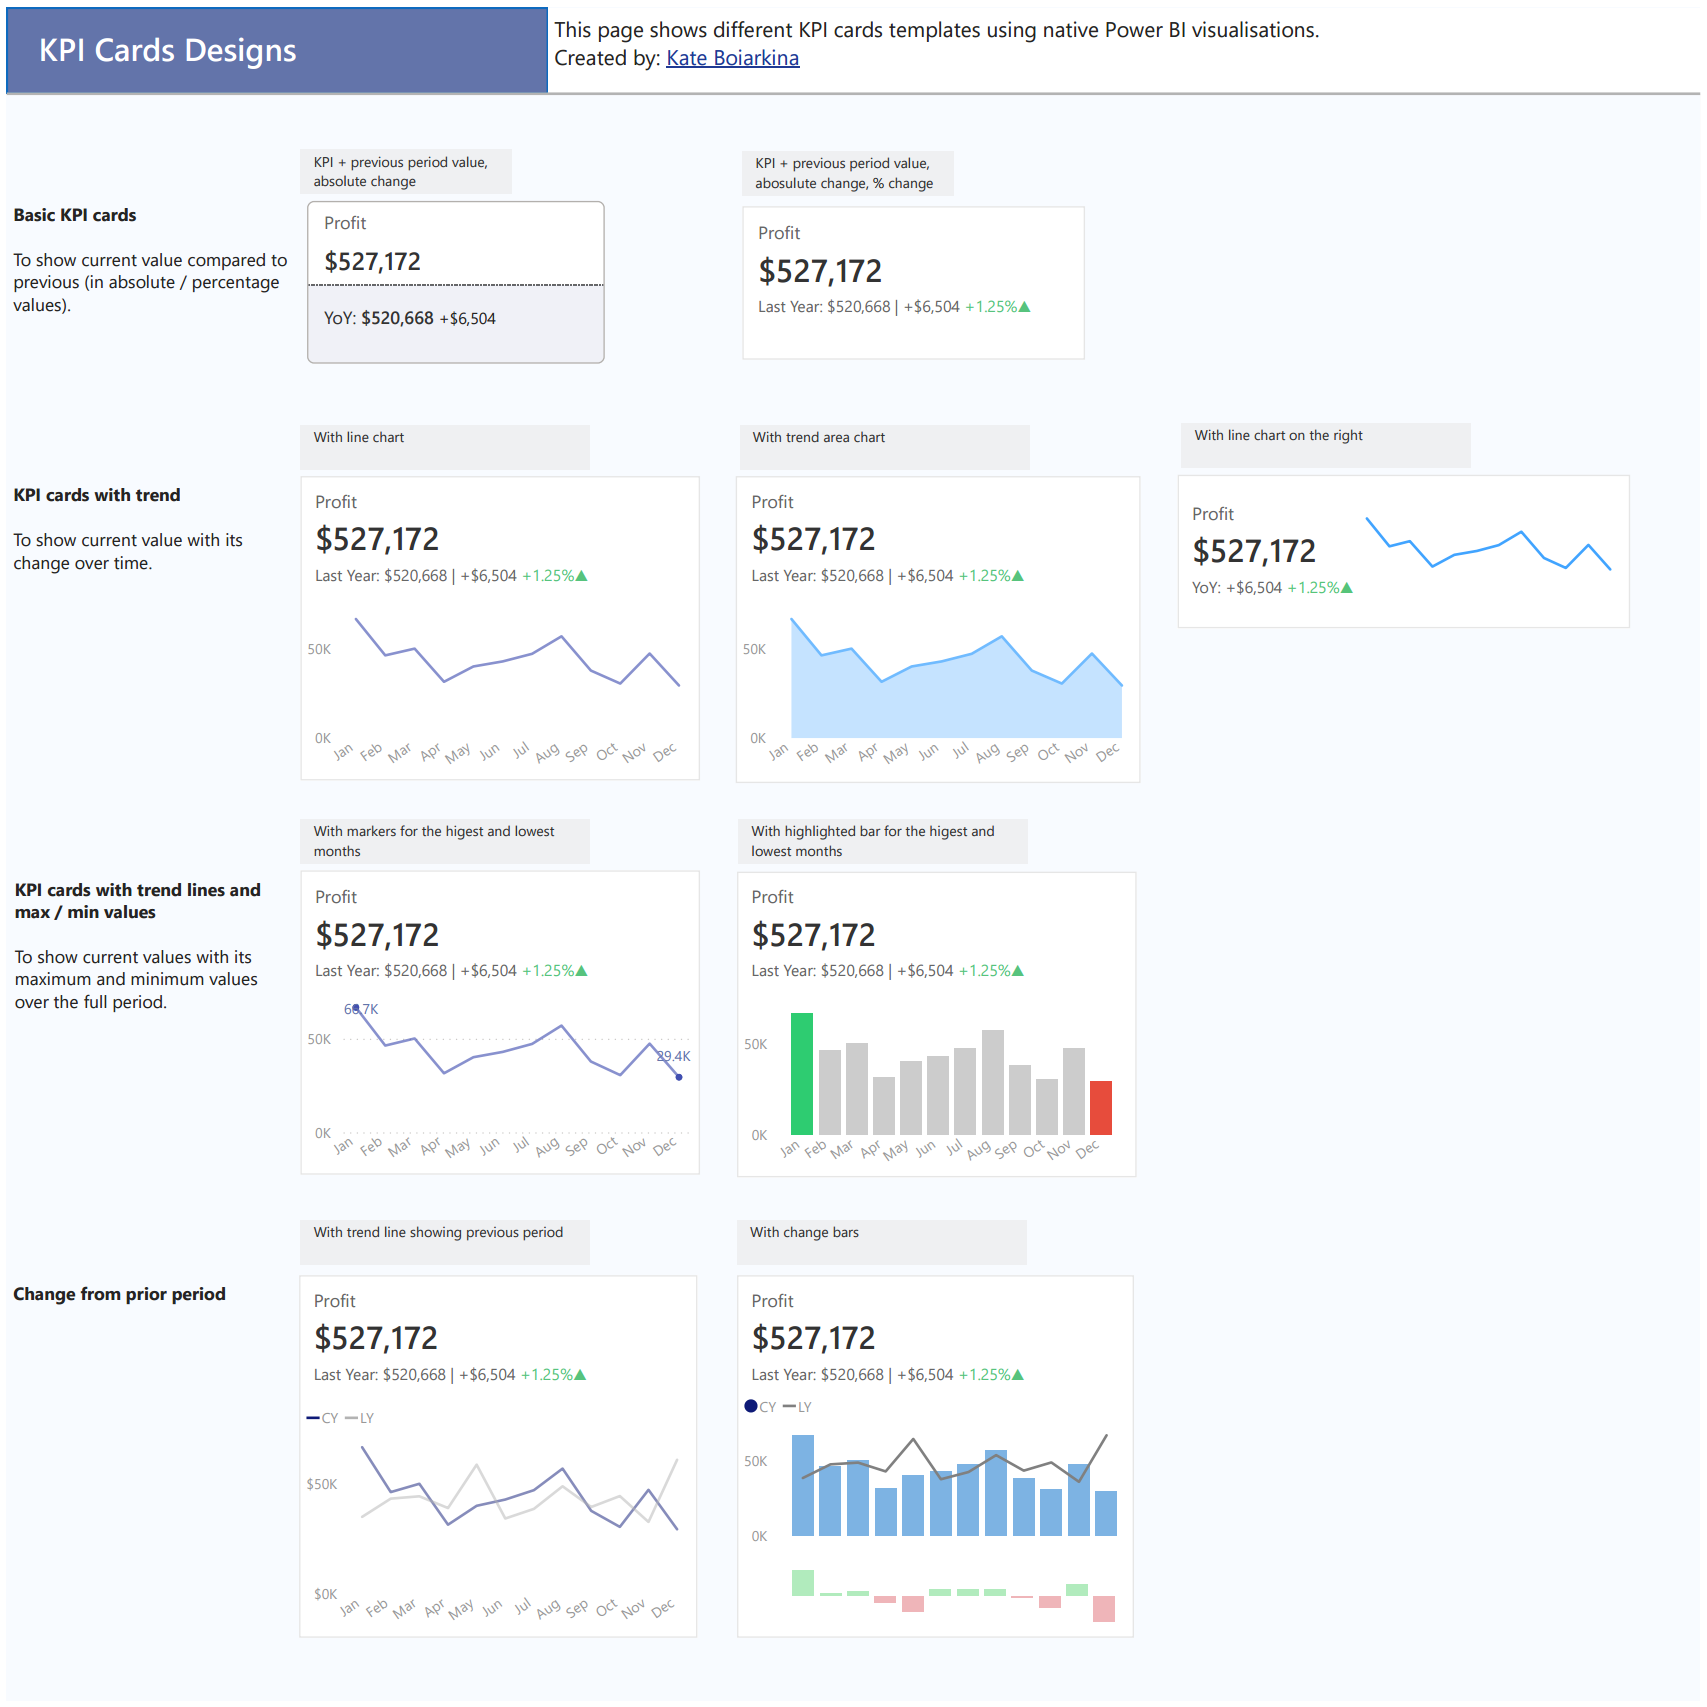 KPI Cards Designs
This page shows different KPI cards templates using native Power BI visualisations.
Created by: Kate Boiarkina
KPI + previous period value,
absolute change
KPI + previous period value,
abosulute change, % change
Basic KPI cards
To show current value compared to
previous (in absolute / percentage
values).
Profit
$527,172
YoY: $520,668 +$6,504
Profit
$527,172
Last Year: $520,668 | +$6,504 +1.25%▲
With line chart
With trend area chart
With line chart on the right
KPI cards with trend
To show current value with its
change over time.
Profit
$527,172
Last Year: $520,668 | +$6,504 +1.25%▲
50K
0K
Jan Feb Mar Apr May Jun Jul Aug Sep Oct Nov Dec
Profit
$527,172
Last Year: $520,668 | +$6,504 +1.25%▲
50K
0K
Jan Feb Mar Apr May Jun Jul Aug Sep Oct Nov Dec
Profit
$527,172
YoY: +$6,504 +1.25%▲
With markers for the higest and lowest
months
With highlighted bar for the higest and
lowest months
KPI cards with trend lines and
max / min values
To show current values with its
maximum and minimum values
over the full period.
Profit
$527,172
Last Year: $520,668 | +$6,504 +1.25%▲
66.7K
50K
29.4K
0K
Jan Feb Mar Apr May Jun Jul Aug Sep Oct Nov Dec
Profit
$527,172
Last Year: $520,668 | +$6,504 +1.25%▲
50K
0K
Jan Feb Mar Apr May Jun Jul Aug Sep Oct Nov Dec
With trend line showing previous period
With change bars
Change from prior period
Profit
$527,172
Last Year: $520,668 | +$6,504 +1.25%▲
CY LY
$50K
$0K
Jan Feb Mar Apr May Jun Jul Aug Sep Oct Nov Dec
Profit
$527,172
Last Year: $520,668 | +$6,504 +1.25%▲
CY LY
50K
0K